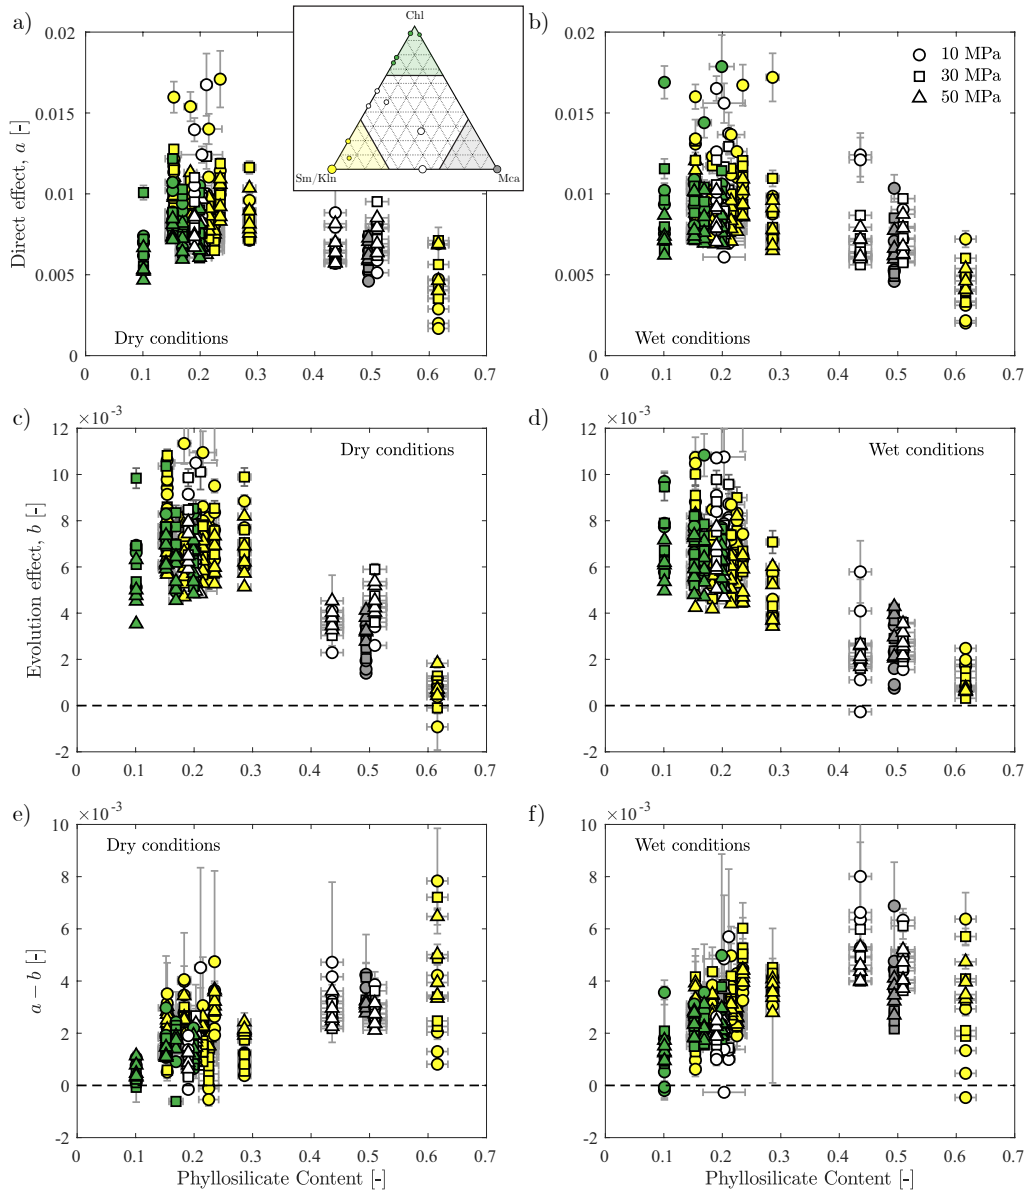 a)
Direct effect, a [-]
0.02
0.015
0.01
0.005
0
0 0.1 0.2 0.3 0.4 0.5 0.6 0.7
Dry conditions
Chl
Sm/Kln
Mca
b)
0.02
0.015
0.01
0.005
0
0 0.1 0.2 0.3 0.4 0.5 0.6 0.7
10 MPa
30 MPa
50 MPa
Wet conditions
c)
×10-3
Evolution effect, b [-]
12
10
8
6
4
2
0
-2
0 0.1 0.2 0.3 0.4 0.5 0.6 0.7
Dry conditions
d)
×10-3
12
10
8
6
4
2
0
-2
0 0.1 0.2 0.3 0.4 0.5 0.6 0.7
Wet conditions
e)
×10-3
a − b [-]
10
8
6
4
2
0
-2
0 0.1 0.2 0.3 0.4 0.5 0.6 0.7
Dry conditions
Phyllosilicate Content [-]
f)
×10-3
10
8
6
4
2
0
-2
0 0.1 0.2 0.3 0.4 0.5 0.6 0.7
Wet conditions
Phyllosilicate Content [-]